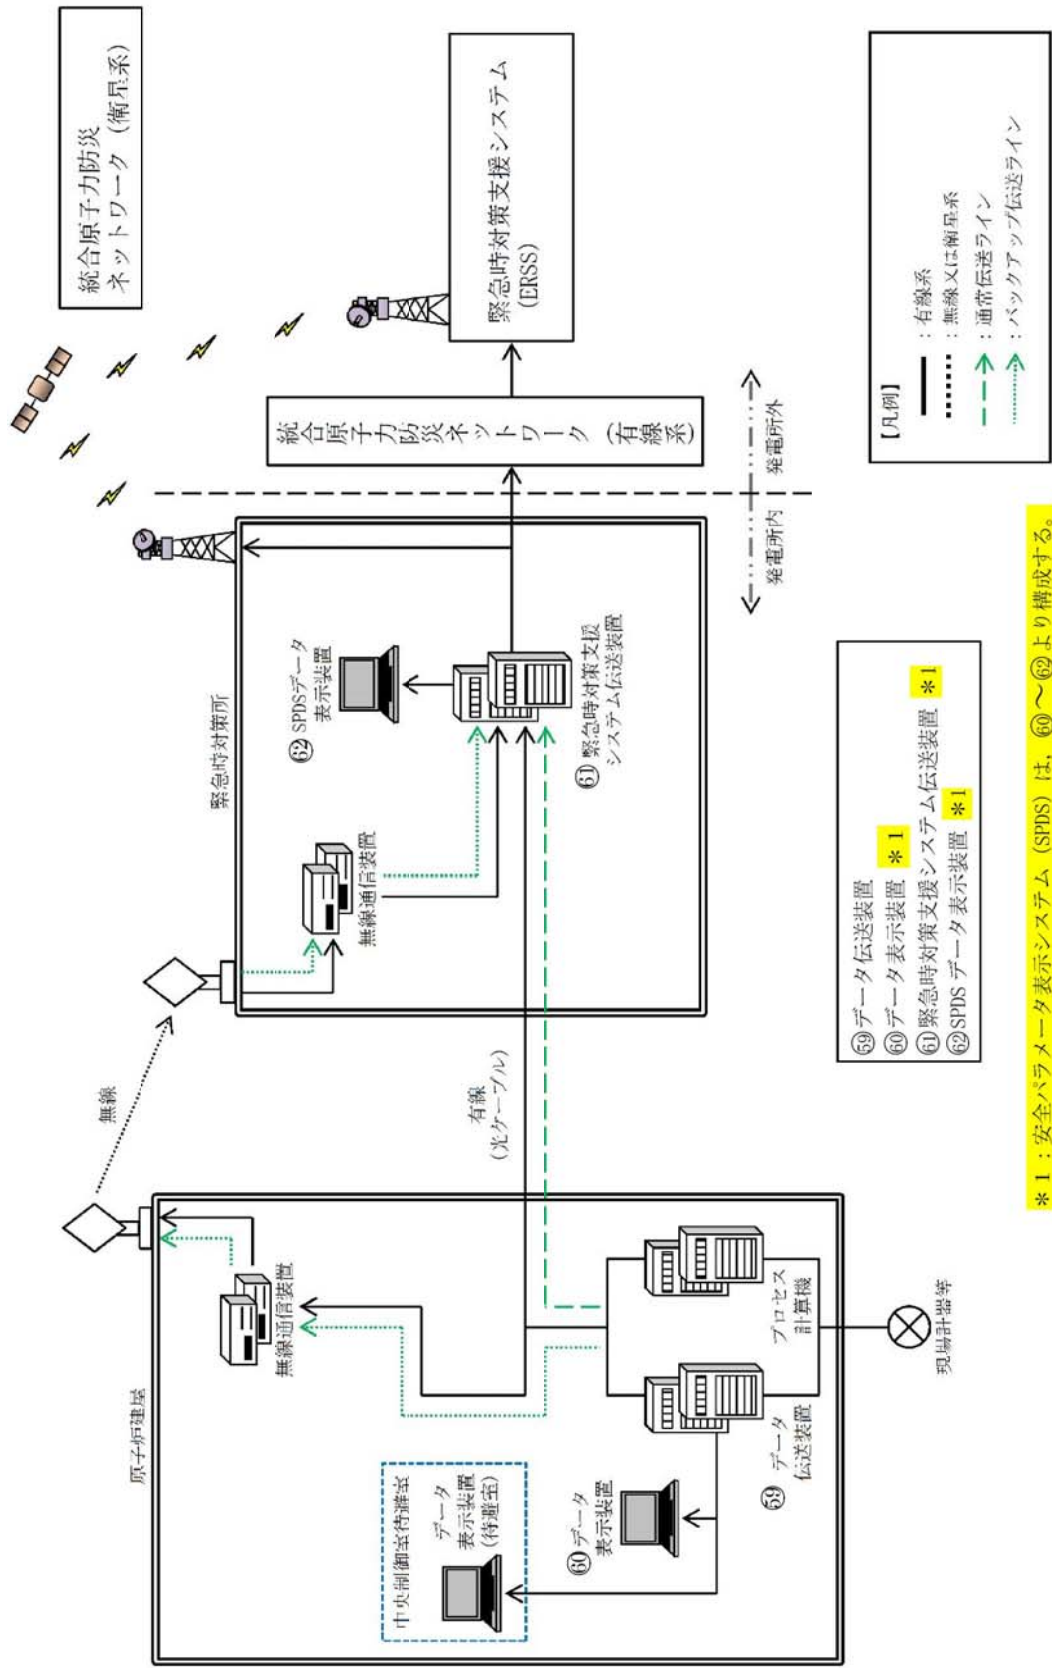 原子炉建屋
中央制御室待避室
データ
表示装置
(待避室)
⑥⓪データ
表示装置
⑤⑨ データ
伝送装置
プロセス
計算機
現場計器等
無線通信装置
無線
有線
(光ケーブル)
緊急時対策所
無線通信装置
⑥② SPDSデータ
表示装置
⑥① 緊急時対策支援
システム伝送装置
発電所内
発電所外
統合原子力防災ネットワーク（有線系）
統合原子力防災
ネットワーク（衛星系）
緊急時対策支援システム
(ERSS)
㊾データ伝送装置
㊿データ表示装置 ＊1
⑥①緊急時対策支援システム伝送装置 ＊1
⑥②SPDS データ表示装置 ＊1
【凡例】
：有線系
：無線又は衛星系
：通常伝送ライン
：バックアップ伝送ライン
＊1：安全パラメータ表示システム（SPDS）は，⑥⓪～⑥②より構成する。